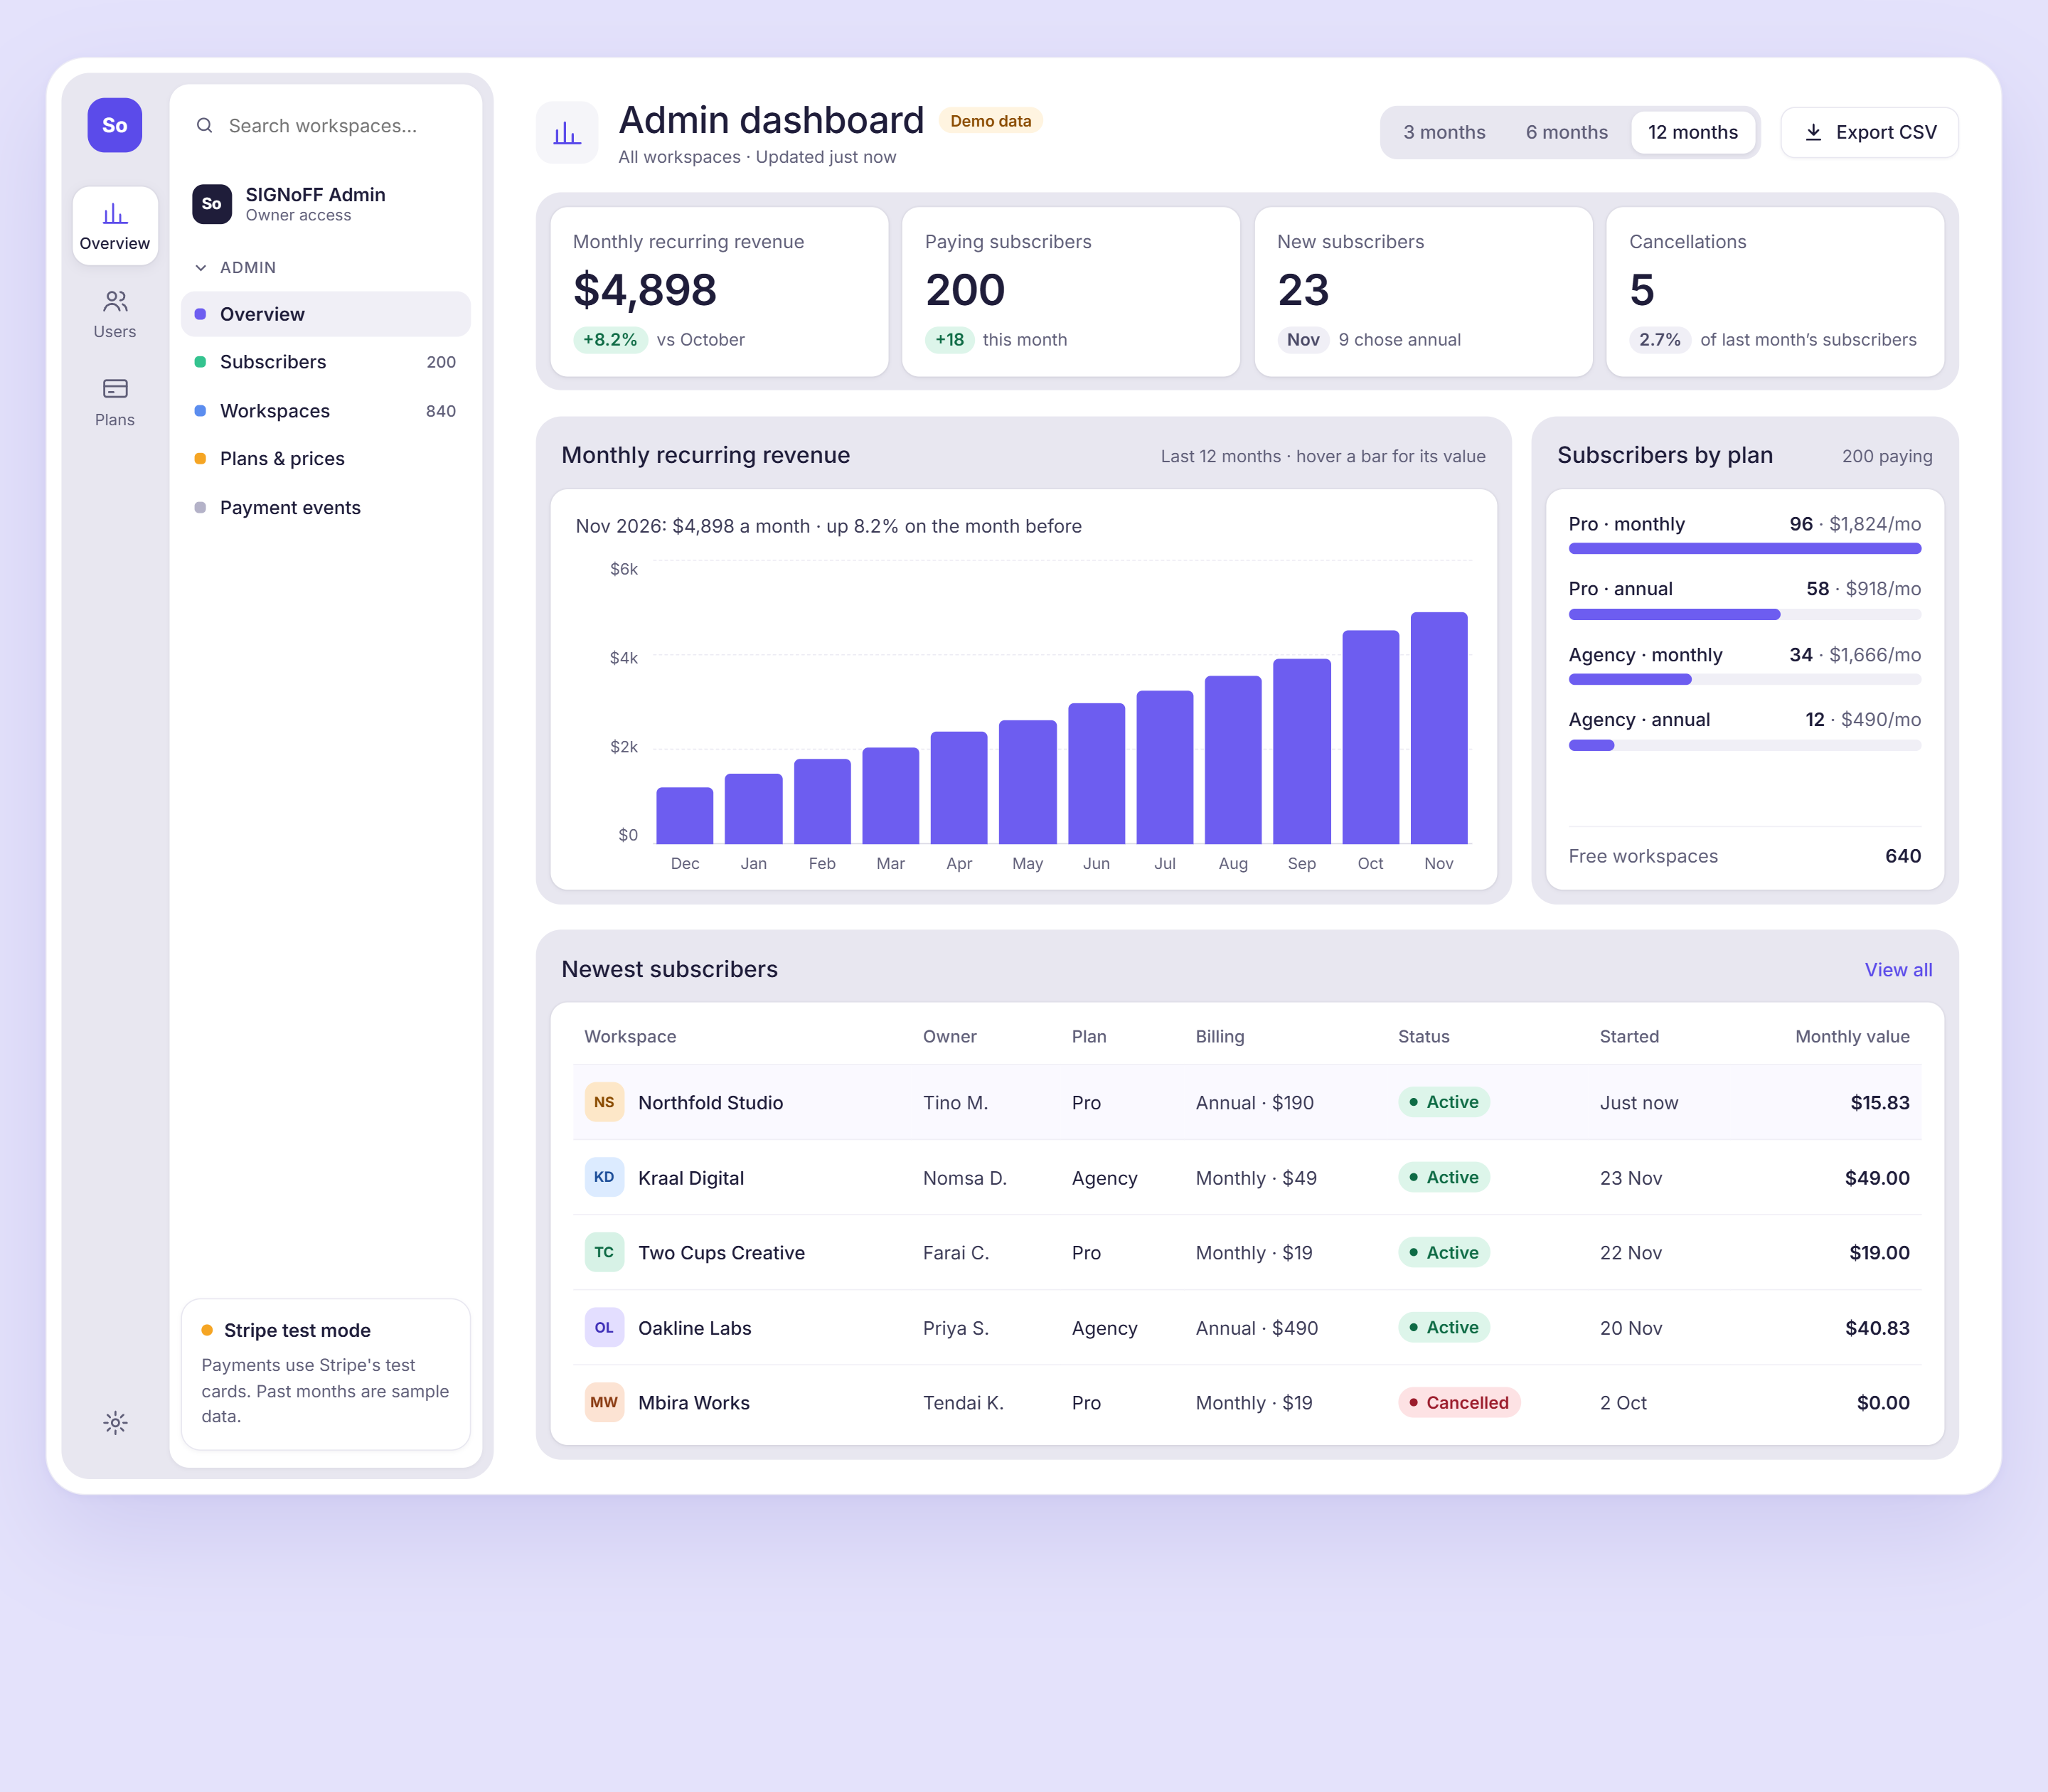 So
Overview
Users
Plans
Search workspaces...
So SIGNoFF Admin
Owner access
ADMIN
Overview
Subscribers 200
Workspaces 840
Plans & prices
Payment events
Stripe test mode
Payments use Stripe's test
cards. Past months are sample
data.
Admin dashboard Demo data
All workspaces · Updated just now
3 months 6 months 12 months Export CSV
Monthly recurring revenue
$4,898
+8.2% vs October
Paying subscribers
200
+18 this month
New subscribers
23
Nov 9 chose annual
Cancellations
5
2.7% of last month’s subscribers
Monthly recurring revenue Last 12 months · hover a bar for its value
Nov 2026: $4,898 a month · up 8.2% on the month before
$6k
$4k
$2k
$0
Dec Jan Feb Mar Apr May Jun Jul Aug Sep Oct Nov
Subscribers by plan 200 paying
Pro · monthly 96 · $1,824/mo
Pro · annual 58 · $918/mo
Agency · monthly 34 · $1,666/mo
Agency · annual 12 · $490/mo
Free workspaces 640
Newest subscribers View all
Workspace Owner Plan Billing Status Started Monthly value
NS Northfold Studio Tino M. Pro Annual · $190 Active Just now $15.83
KD Kraal Digital Nomsa D. Agency Monthly · $49 Active 23 Nov $49.00
TC Two Cups Creative Farai C. Pro Monthly · $19 Active 22 Nov $19.00
OL Oakline Labs Priya S. Agency Annual · $490 Active 20 Nov $40.83
MW Mbira Works Tendai K. Pro Monthly · $19 Cancelled 2 Oct $0.00